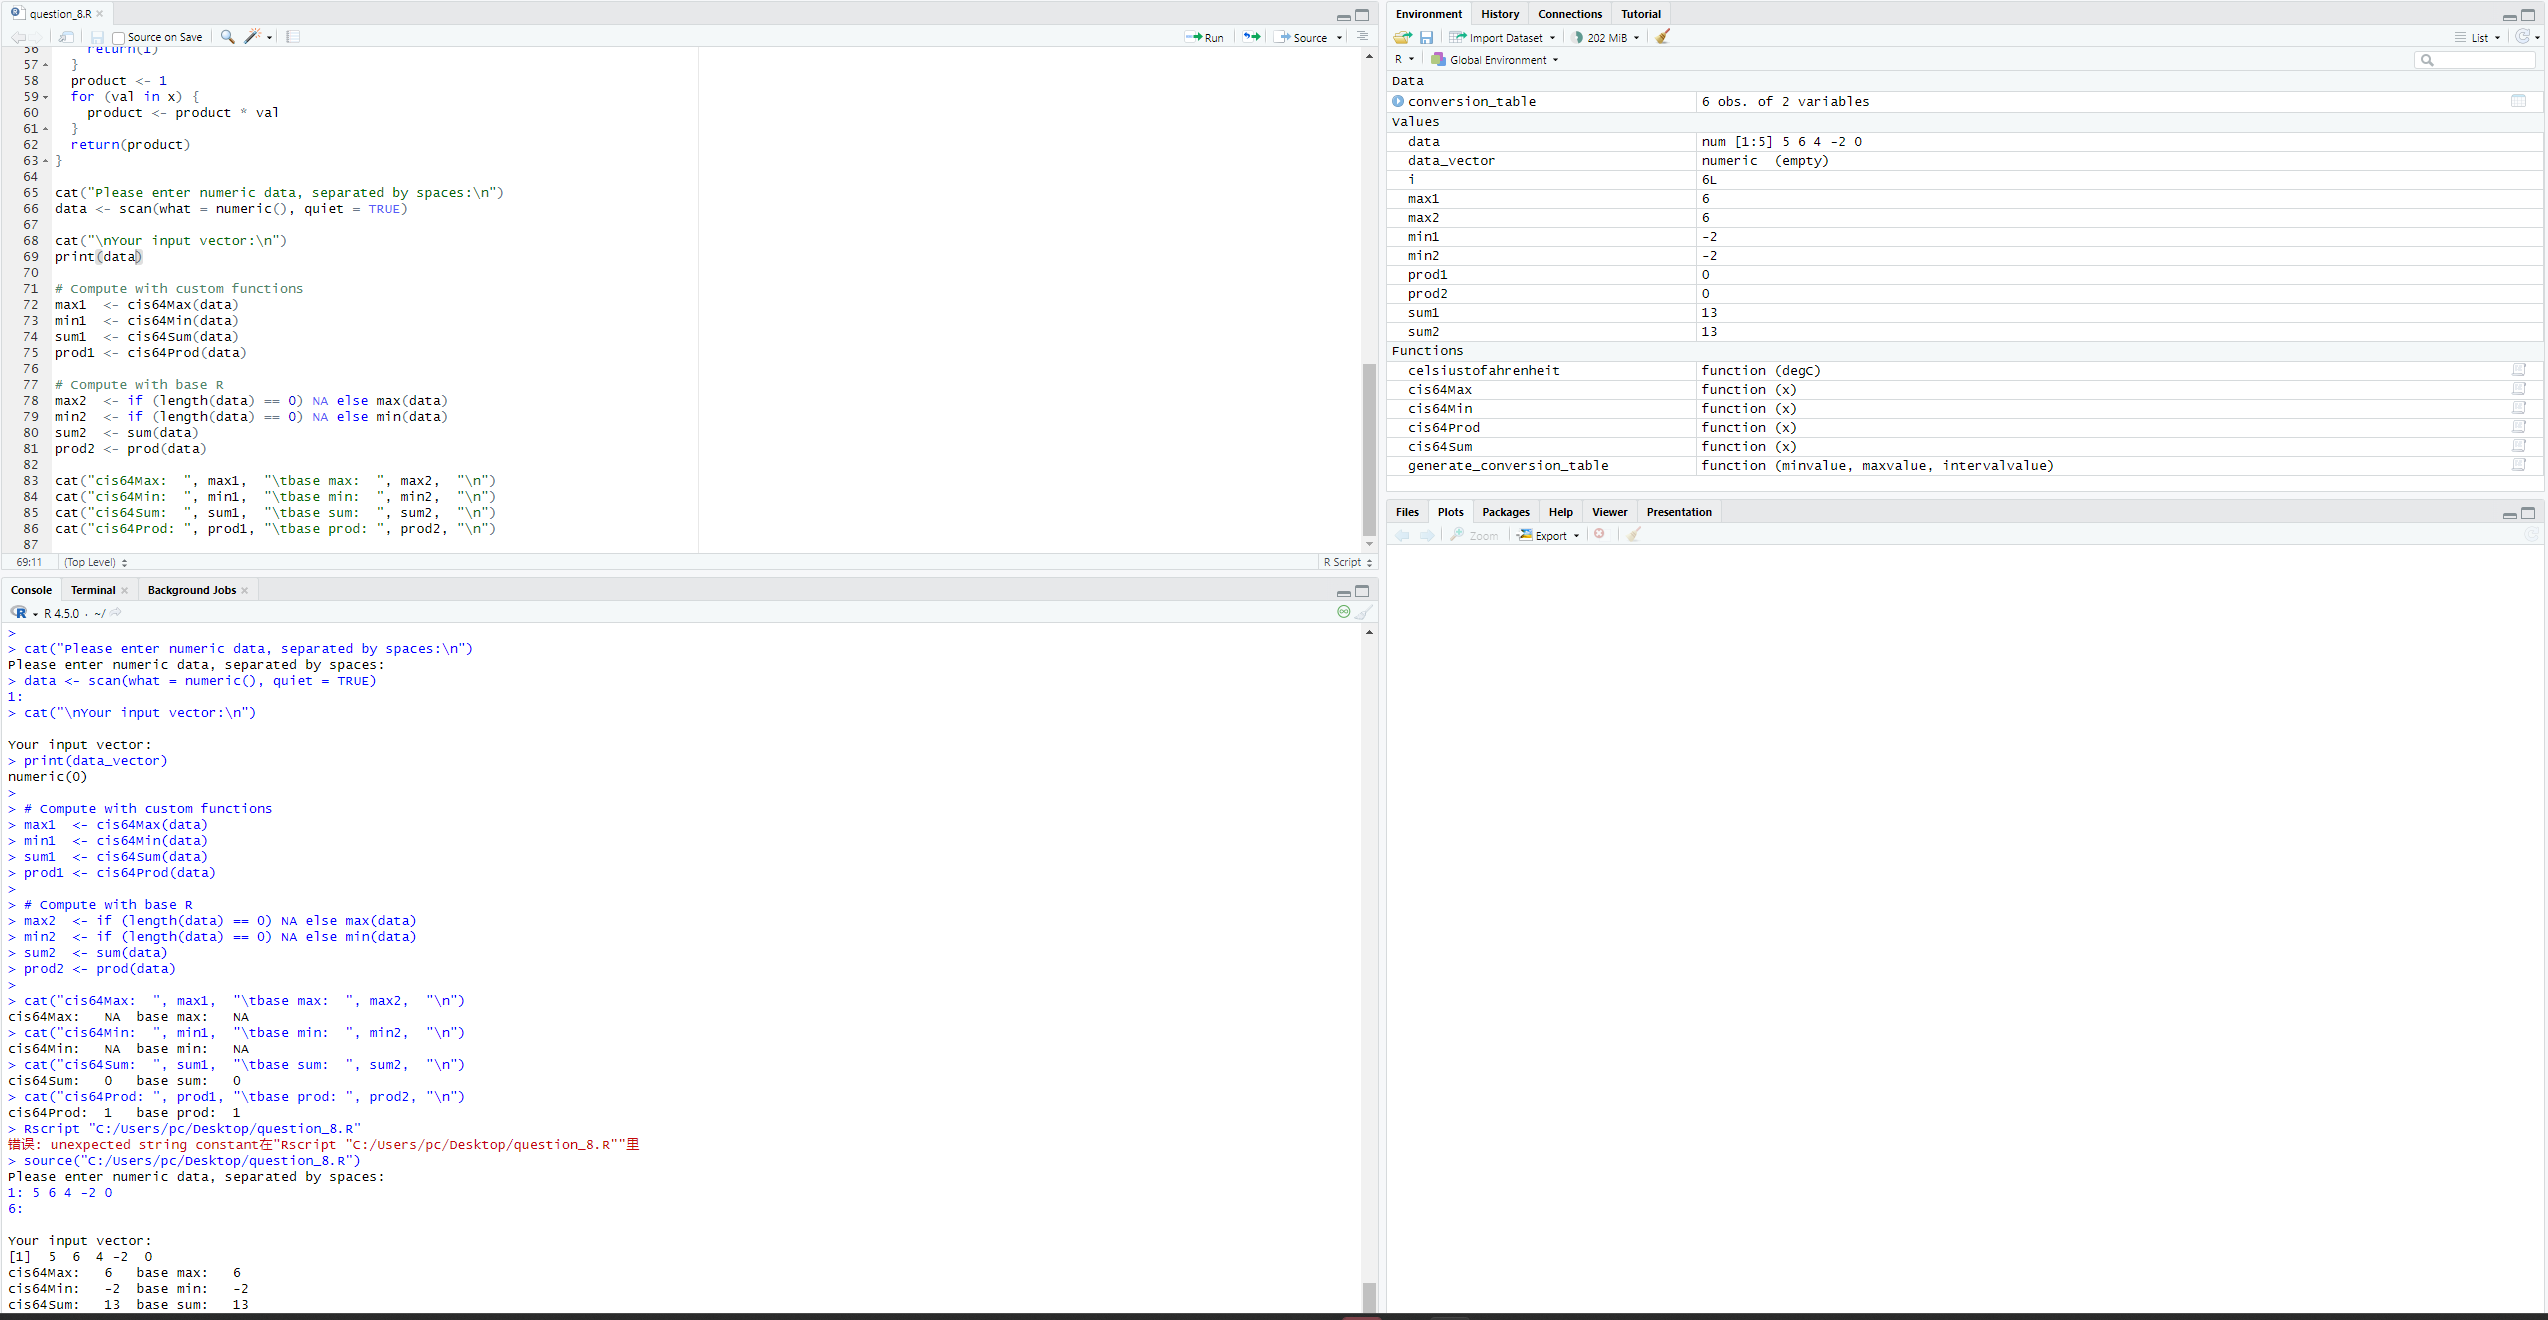 question_8.R
Source on Save
Run
Source
56 return(1)
57 }
58 product <- 1
59 for (val in x) {
60 product <- product * val
61 }
62 return(product)
63 }
64
65 cat("Please enter numeric data, separated by spaces:\n")
66 data <- scan(what = numeric(), quiet = TRUE)
67
68 cat("\nYour input vector:\n")
69 print(data)
70
71 # Compute with custom functions
72 max1  <- cis64Max(data)
73 min1  <- cis64Min(data)
74 sum1  <- cis64Sum(data)
75 prod1 <- cis64Prod(data)
76
77 # Compute with base R
78 max2  <- if (length(data) == 0) NA else max(data)
79 min2  <- if (length(data) == 0) NA else min(data)
80 sum2  <- sum(data)
81 prod2 <- prod(data)
82
83 cat("cis64Max:  ", max1,  "\tbase max:  ", max2,  "\n")
84 cat("cis64Min:  ", min1,  "\tbase min:  ", min2,  "\n")
85 cat("cis64Sum:  ", sum1,  "\tbase sum:  ", sum2,  "\n")
86 cat("cis64Prod: ", prod1, "\tbase prod: ", prod2, "\n")
87
69:11 (Top Level) R Script
Console Terminal Background Jobs
R 4.5.0 · ~/
>
> cat("Please enter numeric data, separated by spaces:\n")
Please enter numeric data, separated by spaces:
> data <- scan(what = numeric(), quiet = TRUE)
1:
> cat("\nYour input vector:\n")
Your input vector:
> print(data_vector)
numeric(0)
>
> # Compute with custom functions
> max1  <- cis64Max(data)
> min1  <- cis64Min(data)
> sum1  <- cis64Sum(data)
> prod1 <- cis64Prod(data)
>
> # Compute with base R
> max2  <- if (length(data) == 0) NA else max(data)
> min2  <- if (length(data) == 0) NA else min(data)
> sum2  <- sum(data)
> prod2 <- prod(data)
>
> cat("cis64Max:  ", max1,  "\tbase max:  ", max2,  "\n")
cis64Max:   NA  base max:   NA
> cat("cis64Min:  ", min1,  "\tbase min:  ", min2,  "\n")
cis64Min:   NA  base min:   NA
> cat("cis64Sum:  ", sum1,  "\tbase sum:  ", sum2,  "\n")
cis64Sum:   0   base sum:   0
> cat("cis64Prod: ", prod1, "\tbase prod: ", prod2, "\n")
cis64Prod:  1   base prod:  1
> Rscript "C:/Users/pc/Desktop/question_8.R"
错误: unexpected string constant在"Rscript "C:/Users/pc/Desktop/question_8.R""里
> source("C:/Users/pc/Desktop/question_8.R")
Please enter numeric data, separated by spaces:
1: 5 6 4 -2 0
6:
Your input vector:
[1]  5  6  4 -2  0
cis64Max:   6   base max:   6
cis64Min:   -2  base min:   -2
cis64Sum:   13  base sum:   13
Environment History Connections Tutorial
Import Dataset 202 MiB List
R Global Environment
Data
conversion_table 6 obs. of 2 variables
Values
data num [1:5] 5 6 4 -2 0
data_vector numeric (empty)
i 6L
max1 6
max2 6
min1 -2
min2 -2
prod1 0
prod2 0
sum1 13
sum2 13
Functions
celsiustofahrenheit function (degC)
cis64Max function (x)
cis64Min function (x)
cis64Prod function (x)
cis64Sum function (x)
generate_conversion_table function (minvalue, maxvalue, intervalvalue)
Files Plots Packages Help Viewer Presentation
Zoom Export